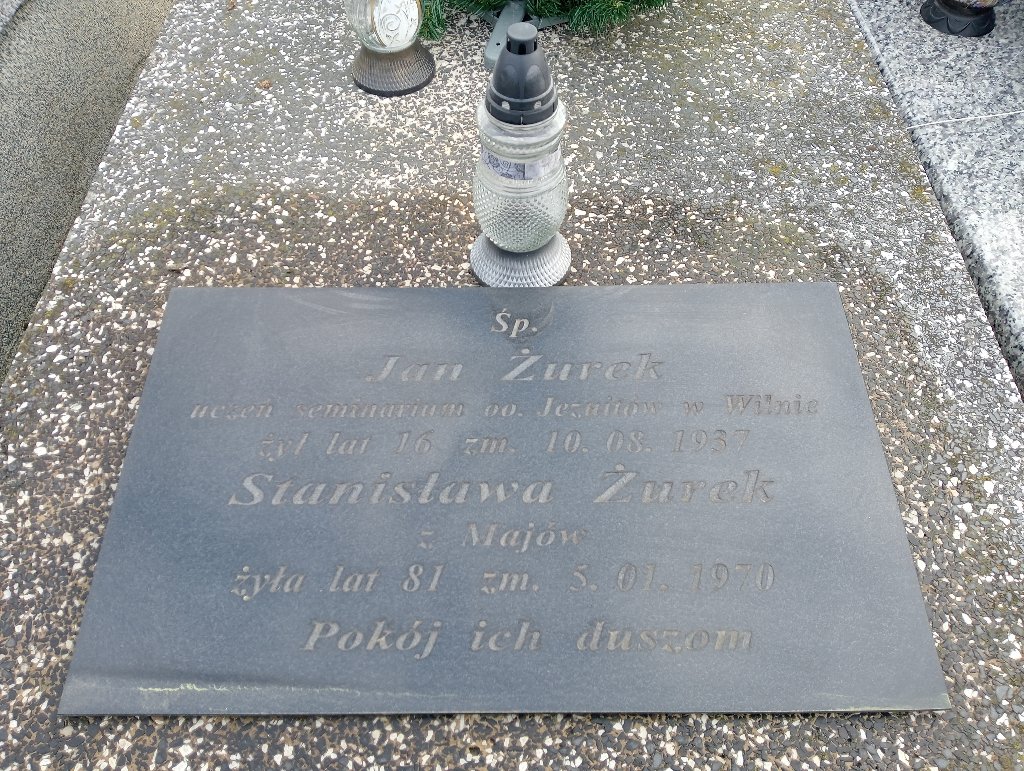 Śp.
Jan Żurek
uczeń seminarium oo. Jezuitów w Wilnie
żył lat 16 zm. 10. 08. 1937
Stanisława Żurek
z Majów
żyła lat 81 zm. 5. 01. 1970
Pokój ich duszom